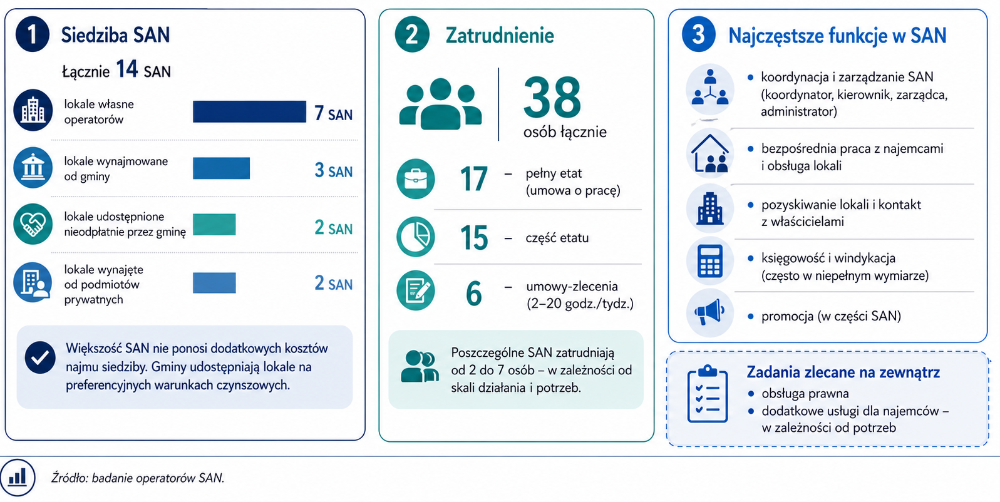 1 Siedziba SAN
Łącznie 14 SAN
lokale własne
operatorów
7 SAN
lokale wynajmowane
od gminy
3 SAN
lokale udostępnione
nieodpłatnie przez gminę
2 SAN
lokale wynajęte
od podmiotów
prywatnych
2 SAN
Większość SAN nie ponosi dodatkowych kosztów
najmu siedziby. Gminy udostępniają lokale na
preferencyjnych warunkach czynszowych.
2 Zatrudnienie
38
osób łącznie
17 – pełny etat
(umowa o pracę)
15 – część etatu
6 – umowy-zlecenia
(2–20 godz./tydz.)
Poszczególne SAN zatrudniają
od 2 do 7 osób – w zależności od
skali działania i potrzeb.
3 Najczęstsze funkcje w SAN
• koordynacja i zarządzanie SAN
(koordynator, kierownik, zarządca,
administrator)
• bezpośrednia praca z najemcami
i obsługa lokali
• pozyskiwanie lokali i kontakt
z właścicielami
• księgowość i windykacja
(często w niepełnym wymiarze)
• promocja (w części SAN)
Zadania zlecane na zewnątrz
• obsługa prawna
• dodatkowe usługi dla najemców –
w zależności od potrzeb
Źródło: badanie operatorów SAN.